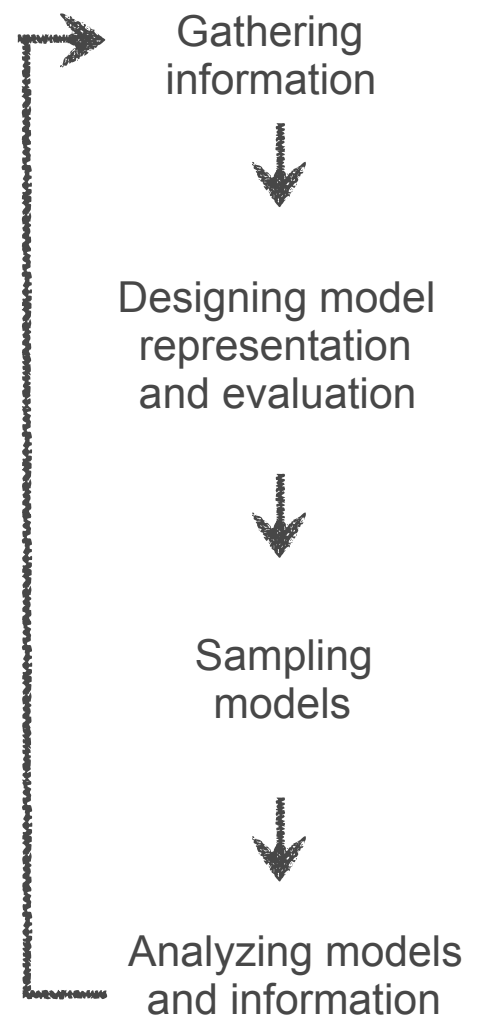 Gathering
information
Designing model
representation
and evaluation
Sampling
models
Analyzing models
and information